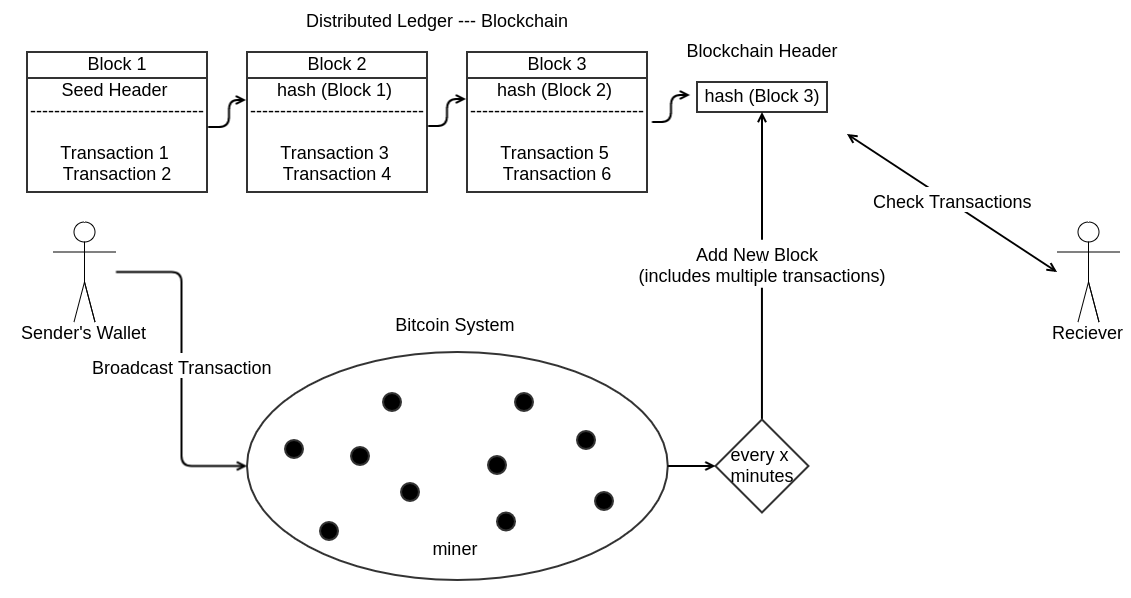 Distributed Ledger --- Blockchain
Blockchain Header
Block 1
Seed Header
Transaction 1
Transaction 2
Block 2
hash (Block 1)
Transaction 3
Transaction 4
Block 3
hash (Block 2)
Transaction 5
Transaction 6
hash (Block 3)
Check Transactions
Reciever
Add New Block
(includes multiple transactions)
Sender's Wallet
Broadcast Transaction
Bitcoin System
miner
every x
minutes